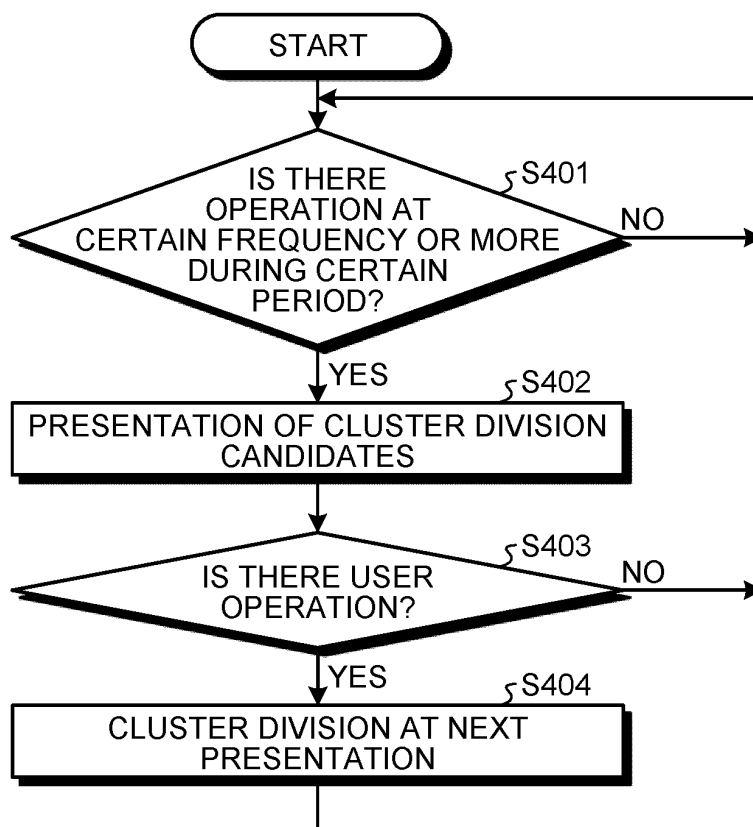 START
S401
IS THERE
OPERATION AT
CERTAIN FREQUENCY OR MORE
DURING CERTAIN
PERIOD?
NO
YES
S402
PRESENTATION OF CLUSTER DIVISION
CANDIDATES
S403
IS THERE USER
OPERATION?
NO
YES
S404
CLUSTER DIVISION AT NEXT
PRESENTATION